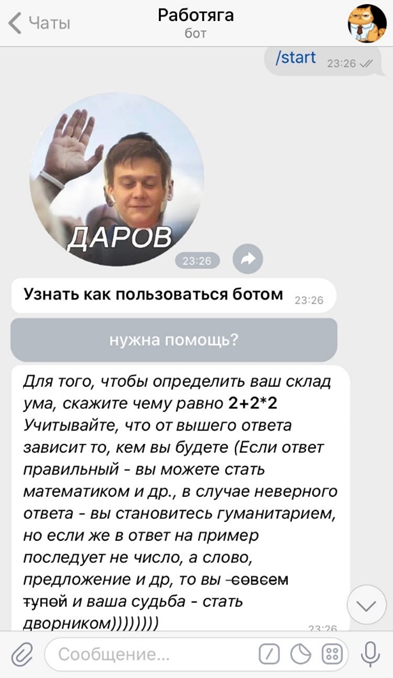 Чаты
Работяга
бот
/start 23:26
ДАРОВ
23:26
Узнать как пользоваться ботом 23:26
нужна помощь?
Для того, чтобы определить ваш склад
ума, скажите чему равно 2+2*2
Учитывайте, что от вышего ответа
зависит то, кем вы будете (Если ответ
правильный - вы можете стать
математиком и др., в случае неверного
ответа - вы становитесь гуманитарием,
но если же в ответ на пример
последует не число, а слово,
предложение и др, то вы -совсем
тупой и ваша судьба - стать
дворником))))))))
23:26
Сообщение...